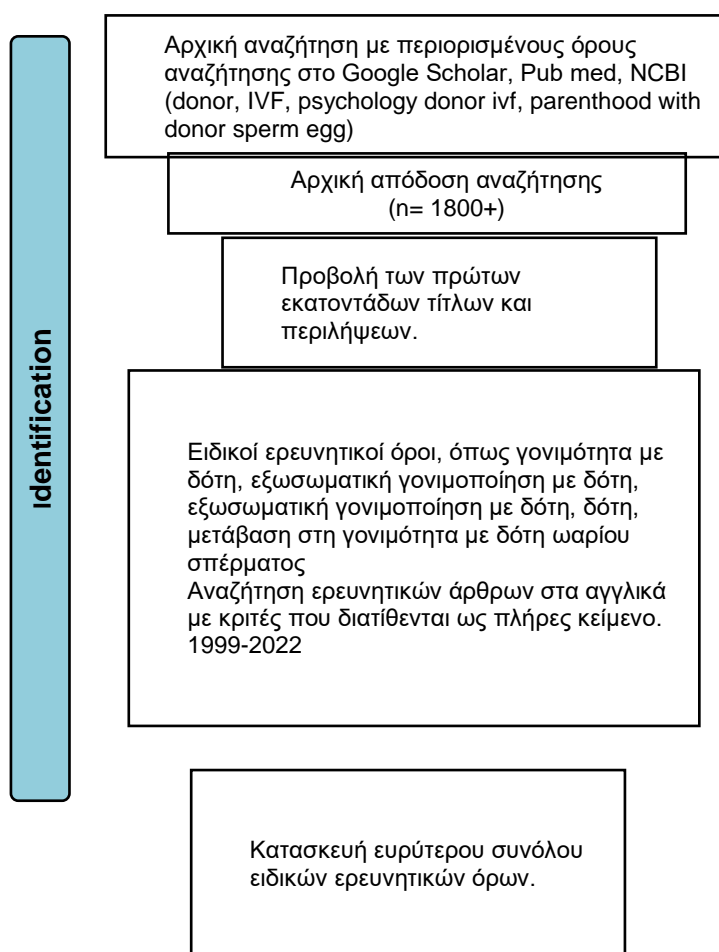 Identification
Αρχική αναζήτηση με περιορισμένους όρους
αναζήτησης στο Google Scholar, Pub med, NCBI
(donor, IVF, psychology donor ivf, parenthood with
donor sperm egg)
Αρχική απόδοση αναζήτησης
(n= 1800+)
Προβολή των πρώτων
εκατοντάδων τίτλων και
περιλήψεων.
Ειδικοί ερευνητικοί όροι, όπως γονιμότητα με
δότη, εξωσωματική γονιμοποίηση με δότη,
εξωσωματική γονιμοποίηση με δότη, δότη,
μετάβαση στη γονιμότητα με δότη ωαρίου
σπέρματος
Αναζήτηση ερευνητικών άρθρων στα αγγλικά
με κριτές που διατίθενται ως πλήρες κείμενο.
1999-2022
Κατασκευή ευρύτερου συνόλου
ειδικών ερευνητικών όρων.